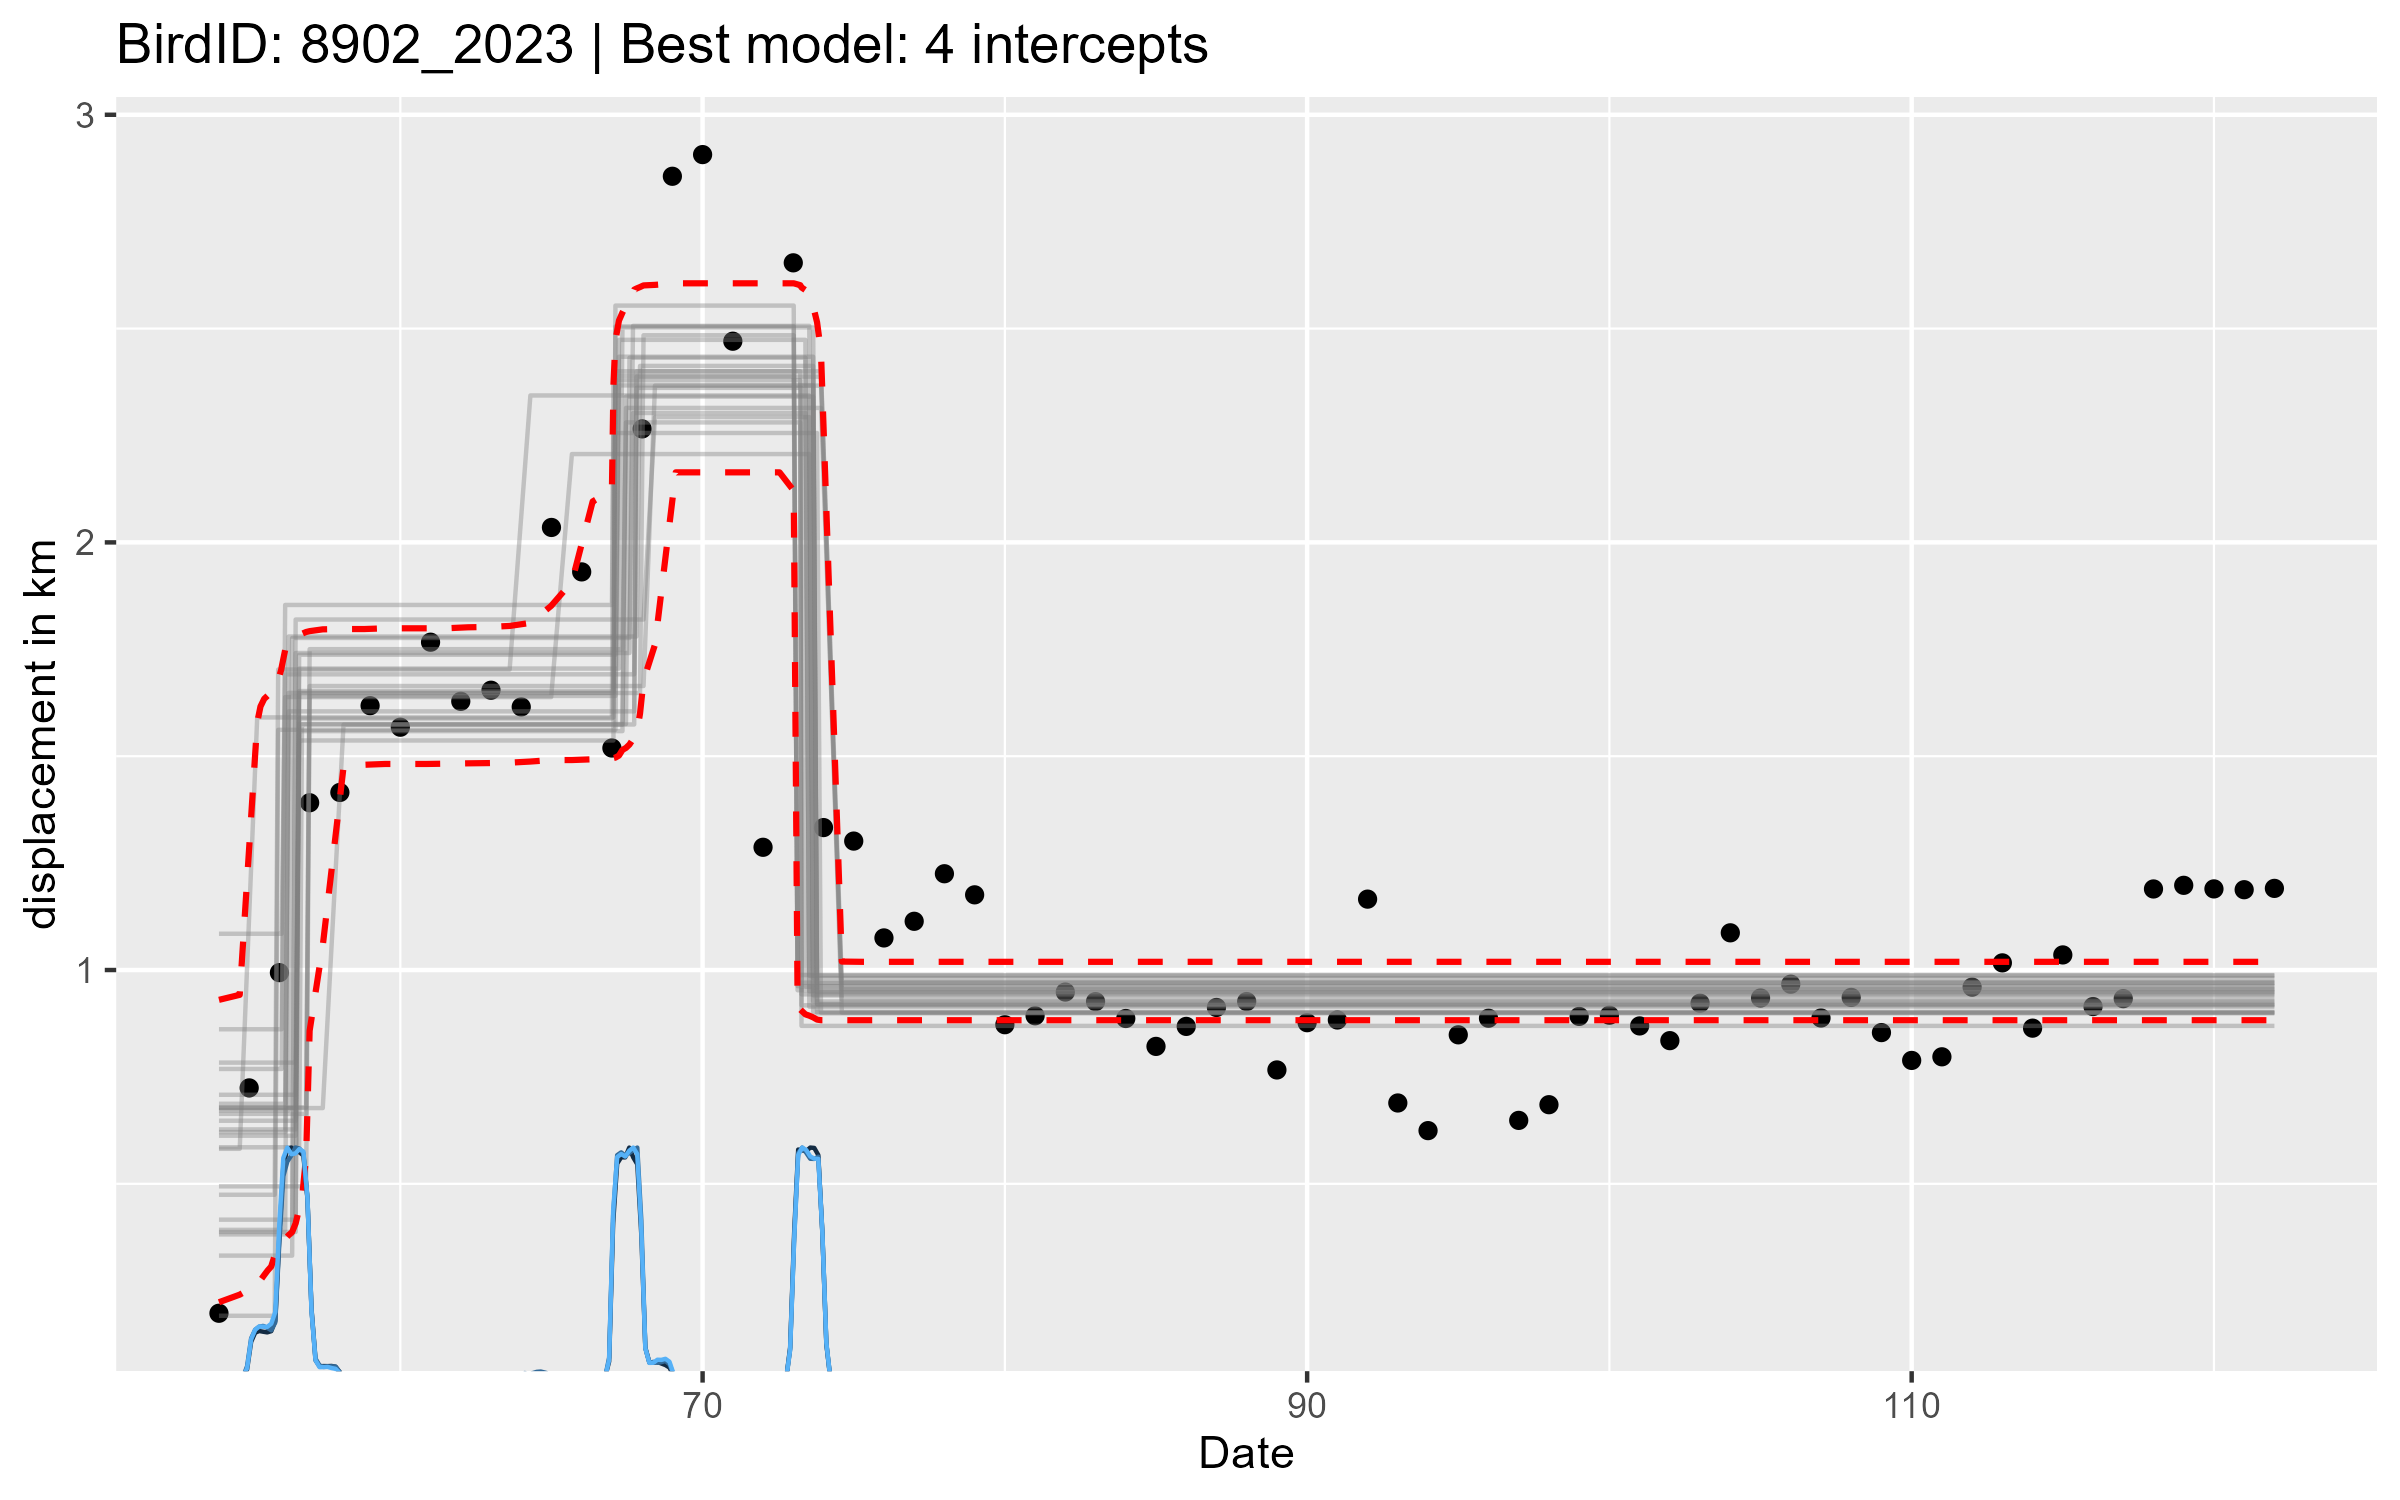 BirdID: 8902_2023 | Best model: 4 intercepts
3
2
1
displacement in km
70 90 110
Date